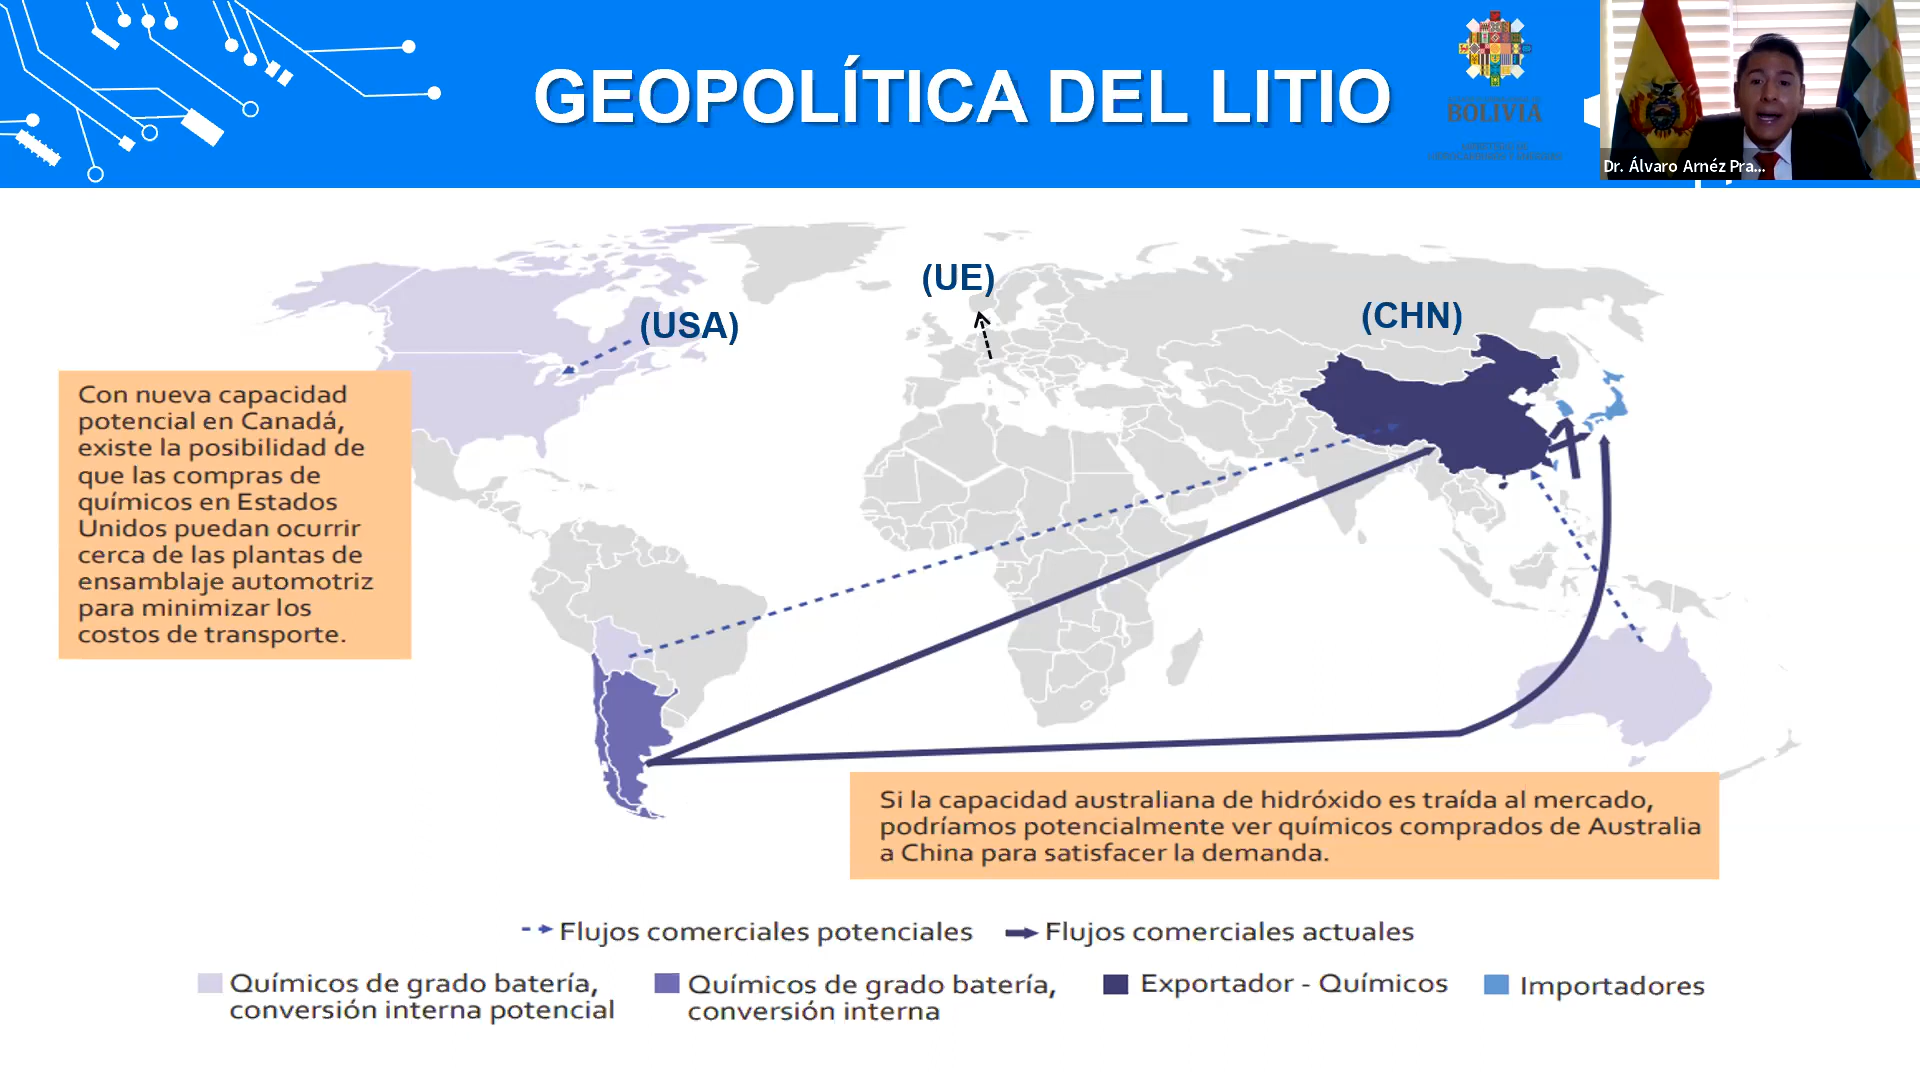 GEOPOLÍTICA DEL LITIO
BOLIVIA
Dr. Álvaro Arnéz Pra...
(UE)
(USA)
(CHN)
Con nueva capacidad
potencial en Canadá,
existe la posibilidad de
que las compras de
químicos en Estados
Unidos puedan ocurrir
cerca de las plantas de
ensamblaje automotriz
para minimizar los
costos de transporte.
Si la capacidad australiana de hidróxido es traída al mercado,
podríamos potencialmente ver químicos comprados de Australia
a China para satisfacer la demanda.
Flujos comerciales potenciales
Flujos comerciales actuales
Químicos de grado batería,
conversión interna potencial
Químicos de grado batería,
conversión interna
Exportador - Químicos
Importadores